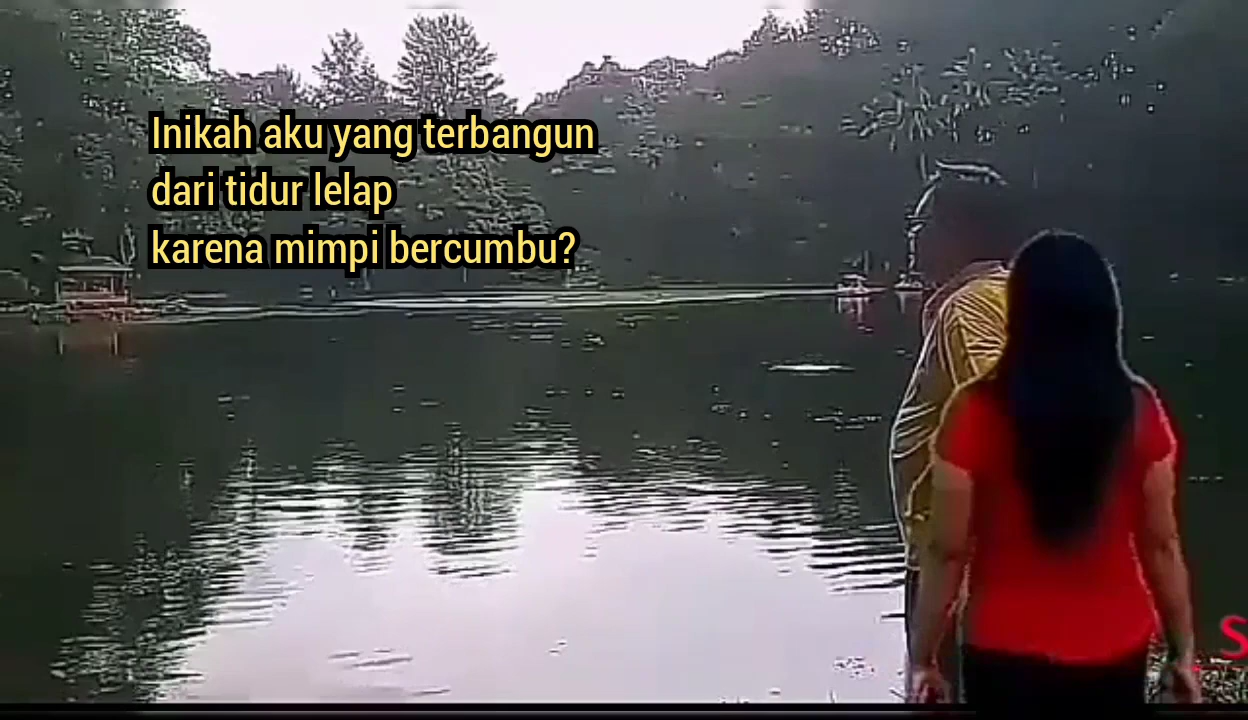 Inikah aku yang terbangun
dari tidur lelap
karena mimpi bercumbu?
S